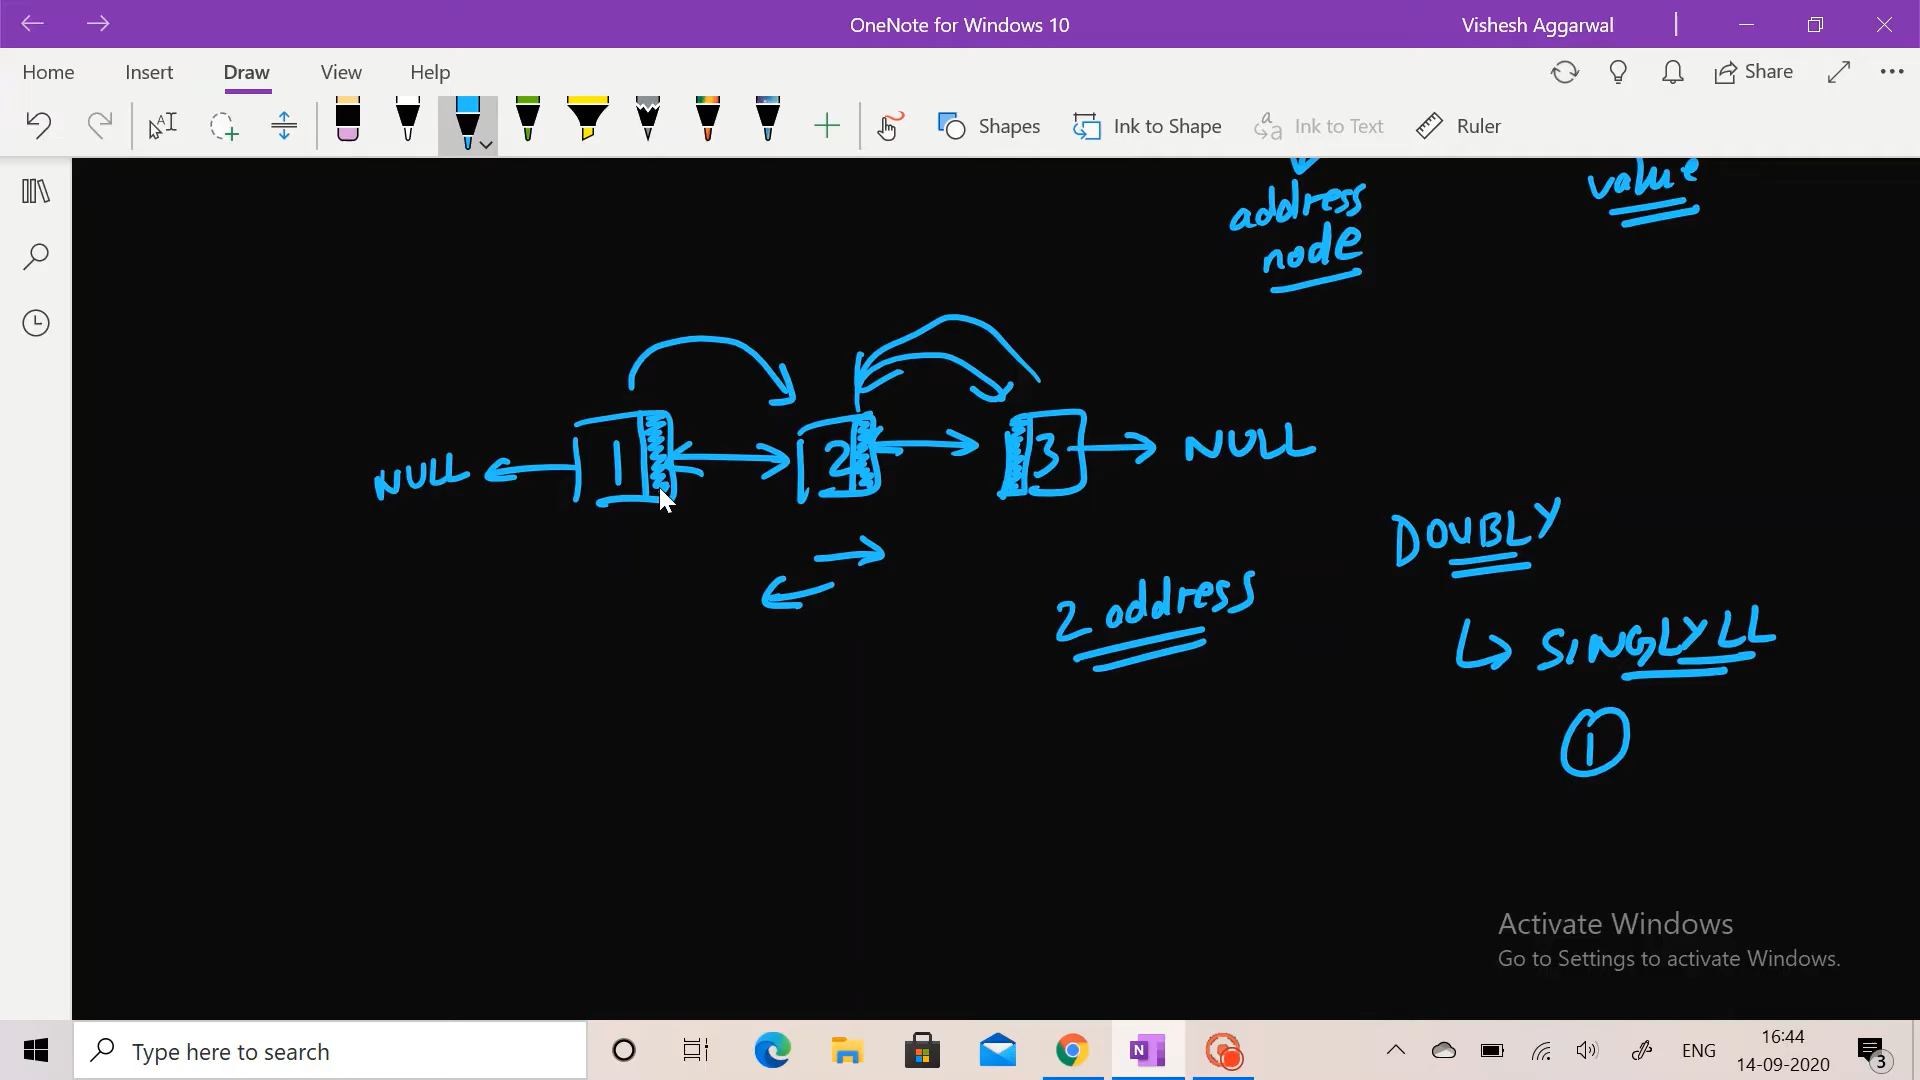 OneNote for Windows 10
Vishesh Aggarwal
Home Insert Draw View Help
Share
Shapes Ink to Shape Ink to Text Ruler
address
node
value
NULL
1
2
3
NULL
2 address
DOUBLY
SINGLY LL
1
Activate Windows
Go to Settings to activate Windows.
Type here to search
ENG
16:44
14-09-2020
3